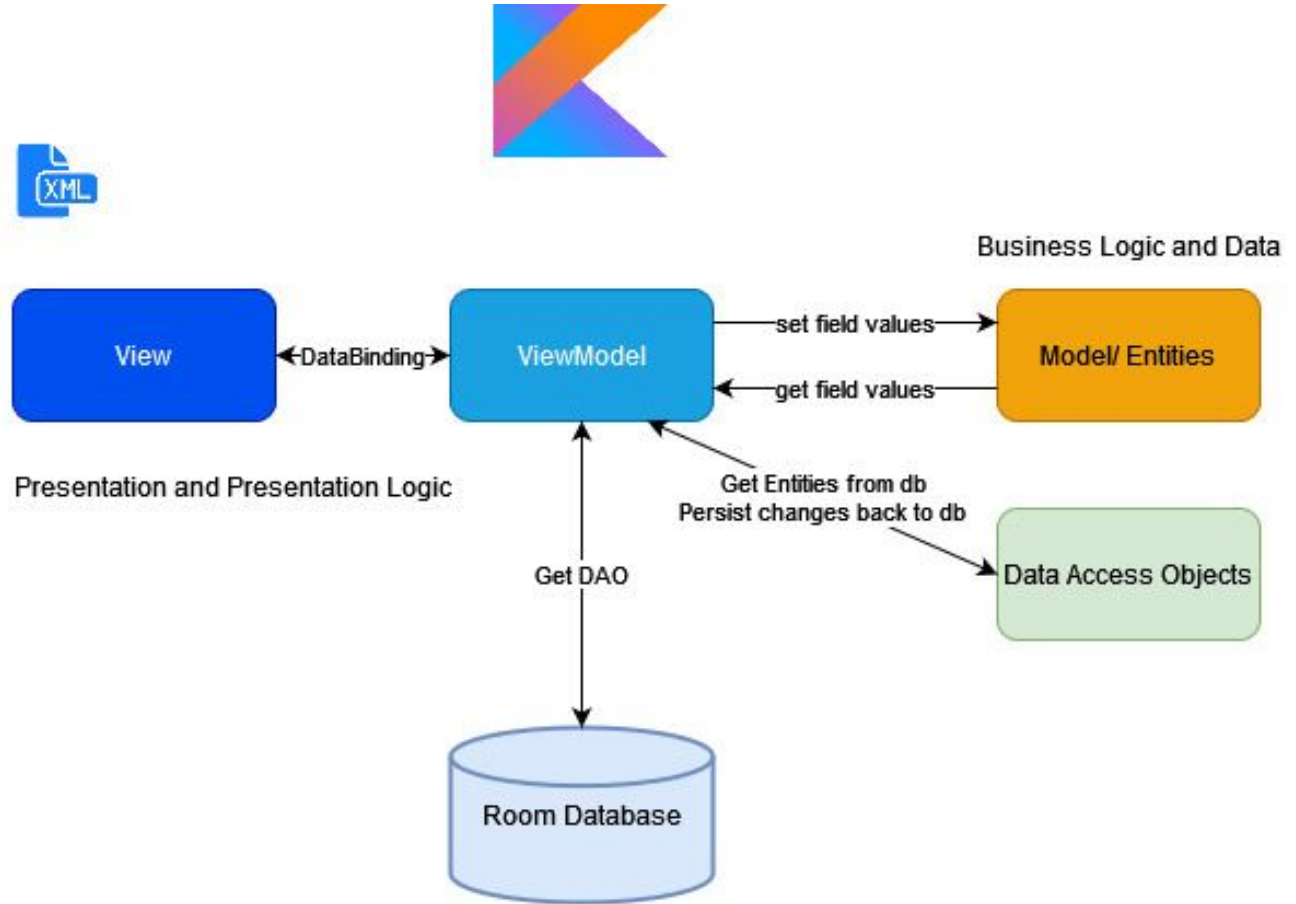 XML
Business Logic and Data
View
DataBinding
ViewModel
set field values
get field values
Model/ Entities
Presentation and Presentation Logic
Get Entities from db
Persist changes back to db
Data Access Objects
Get DAO
Room Database